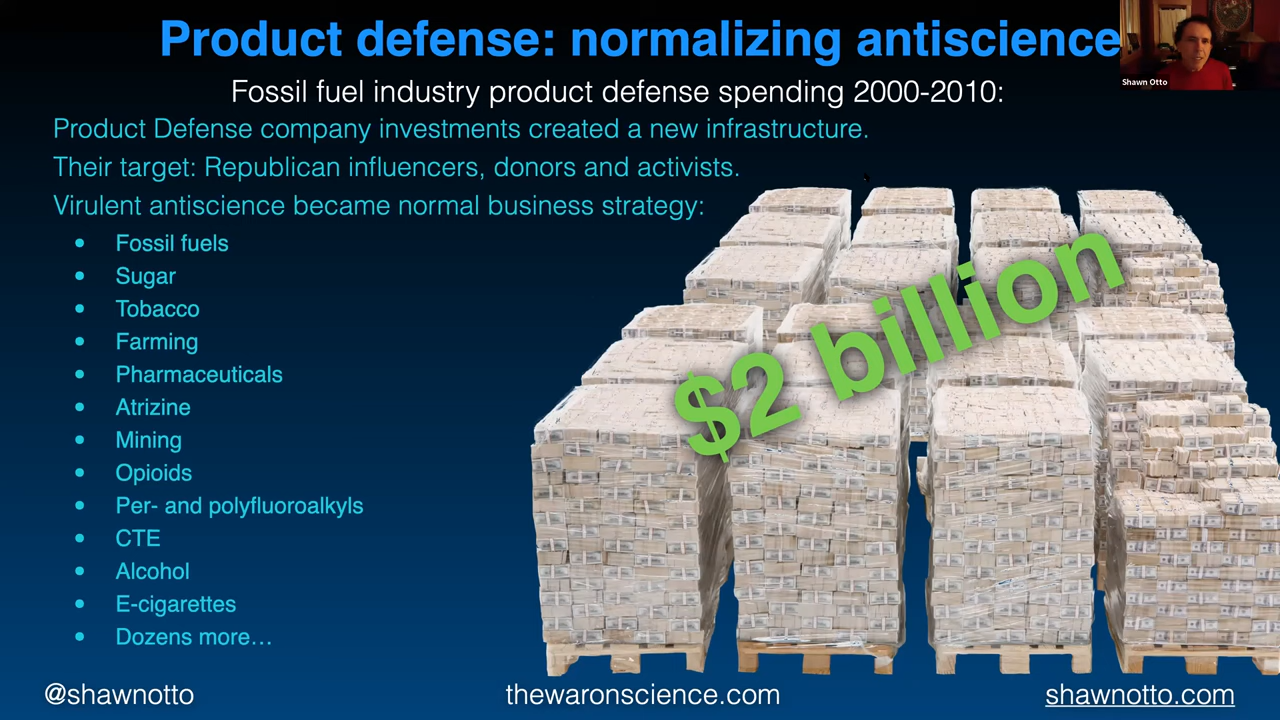 Product defense: normalizing antiscience
Shawn Otto
Fossil fuel industry product defense spending 2000-2010:
Product Defense company investments created a new infrastructure.
Their target: Republican influencers, donors and activists.
Virulent antiscience became normal business strategy:
• Fossil fuels
• Sugar
• Tobacco
• Farming
• Pharmaceuticals
• Atrizine
• Mining
• Opioids
• Per- and polyfluoroalkyls
• CTE
• Alcohol
• E-cigarettes
• Dozens more…
$2 billion
@shawnotto
thewaronscience.com
shawnotto.com